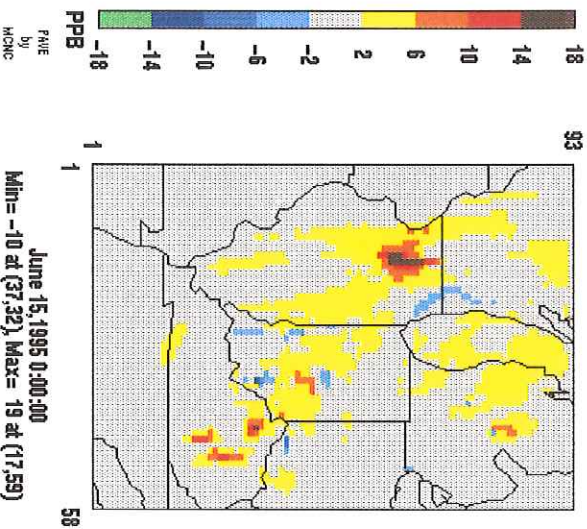 PPB
18
14
10
6
2
-2
-6
-10
-14
-18
PAVE
by
MCNC
93
1
1
58
June 15,1995 0:00:00
Min= -10 at (37,32), Max= 19 at (17,59)